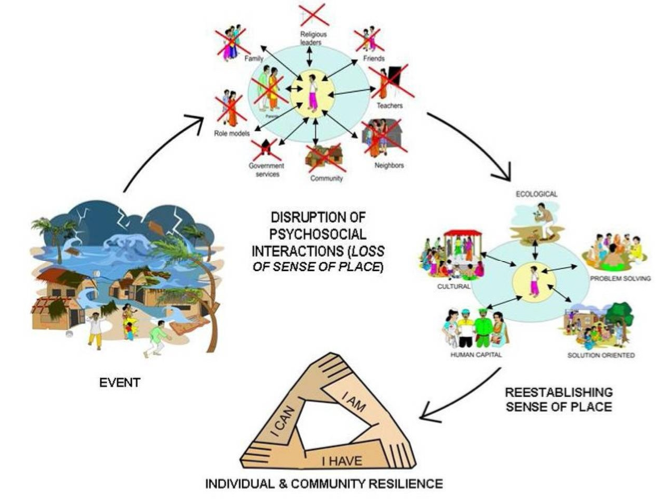 Religious
leaders
Family
Friends
Parents
Teachers
Role models
Neighbors
Government
services
Community
DISRUPTION OF
PSYCHOSOCIAL
INTERACTIONS (LOSS
OF SENSE OF PLACE)
EVENT
ECOLOGICAL
CULTURAL
PROBLEM SOLVING
HUMAN CAPITAL
SOLUTION ORIENTED
REESTABLISHING
SENSE OF PLACE
I CAN
I AM
I HAVE
INDIVIDUAL & COMMUNITY RESILIENCE